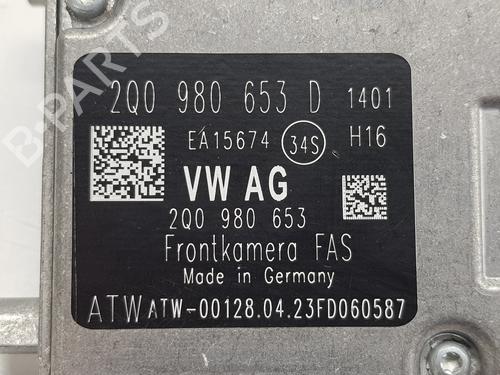 2Q0 980 653 D 1401
EA15674 34S H16
VW AG
2Q0 980 653
Frontkamera FAS
Made in Germany
ATW ATW-00128.04.23FD060587
B-PARTS